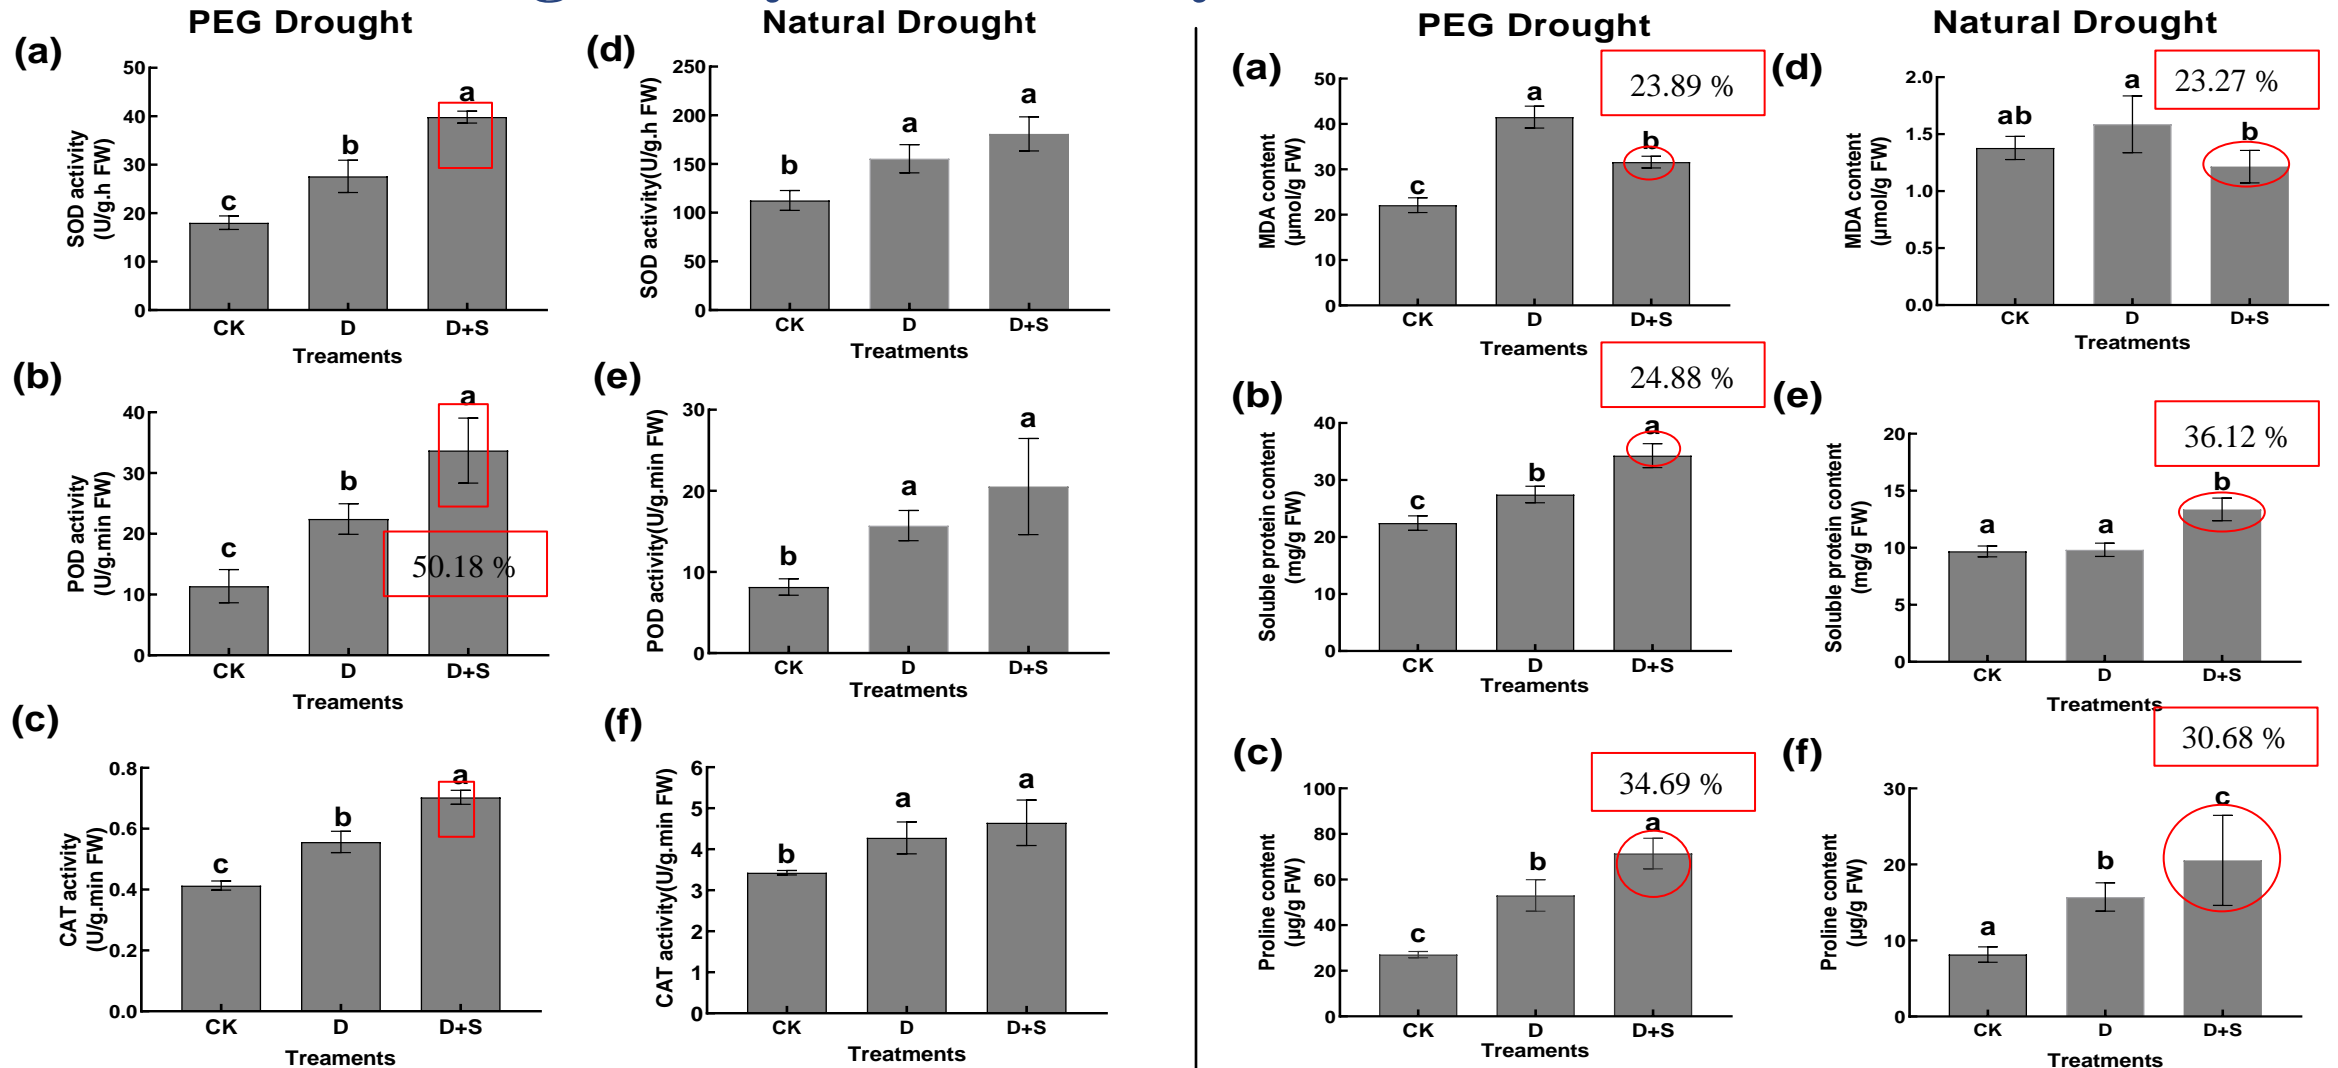 PEG Drought
Natural Drought
(a)
50
40
30
20
10
0
SOD activity
(U/g.h FW)
c
b
a
CK
D
D+S
Treaments
(d)
250
200
150
100
50
0
SOD activity(U/g.h FW)
b
a
a
CK
D
D+S
Treatments
(b)
40
30
20
10
0
POD activity
(U/g.min FW)
c
b
a
50.18 %
CK
D
D+S
Treaments
(e)
30
20
10
0
POD activity(U/g.min FW)
b
a
a
CK
D
D+S
Treatments
(c)
0.8
0.6
0.4
0.2
0.0
CAT activity
(U/g.min FW)
c
b
a
CK
D
D+S
Treaments
(f)
6
5
4
3
2
1
0
CAT activity(U/g.min FW)
b
a
a
CK
D
D+S
Treatments
PEG Drought
Natural Drought
(a)
50
40
30
20
10
0
MDA content
(μmol/g FW)
c
a
b
23.89 %
CK
D
D+S
Treaments
(d)
2.0
1.5
1.0
0.5
0.0
MDA content
(μmol/g FW)
ab
a
b
23.27 %
CK
D
D+S
Treatments
(b)
40
30
20
10
0
Soluble protein content
(mg/g FW)
c
b
a
24.88 %
CK
D
D+S
Treaments
(e)
20
15
10
5
0
Soluble protein content
(mg/g FW)
a
a
b
36.12 %
CK
D
D+S
Treatments
(c)
100
80
60
40
20
0
Proline content
(μg/g FW)
c
b
a
34.69 %
CK
D
D+S
Treaments
(f)
30
20
10
0
Proline content
(μg/g FW)
a
b
c
30.68 %
CK
D
D+S
Treatments